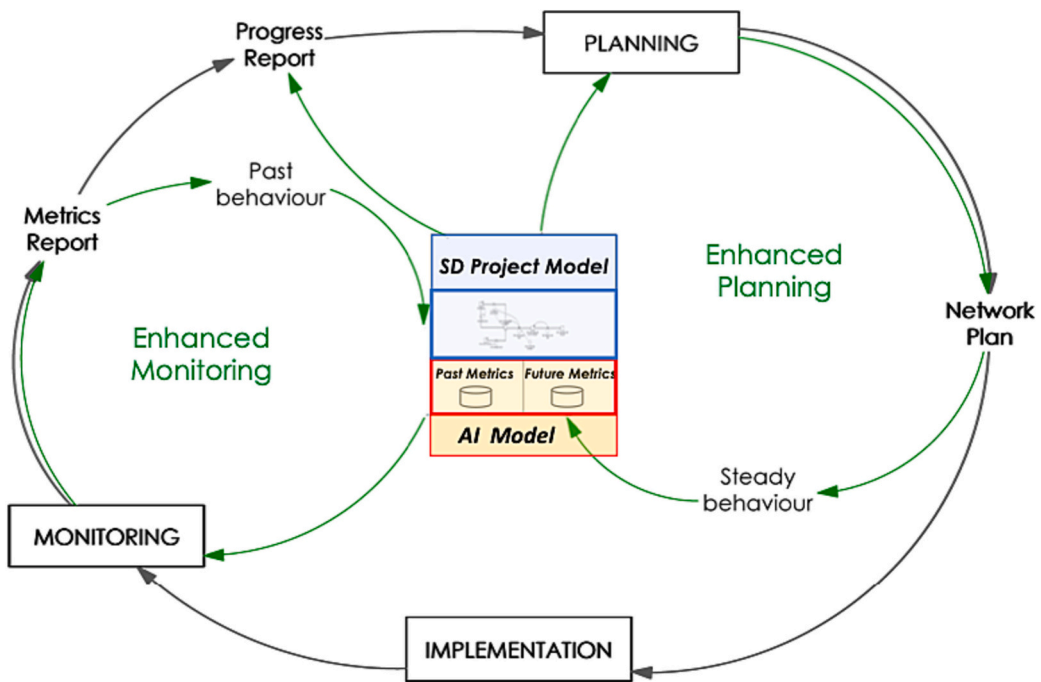 Progress
Report
PLANNING
Past
behaviour
Metrics
Report
SD Project Model
Enhanced
Planning
Network
Plan
Enhanced
Monitoring
Past Metrics
Future Metrics
AI Model
Steady
behaviour
MONITORING
IMPLEMENTATION